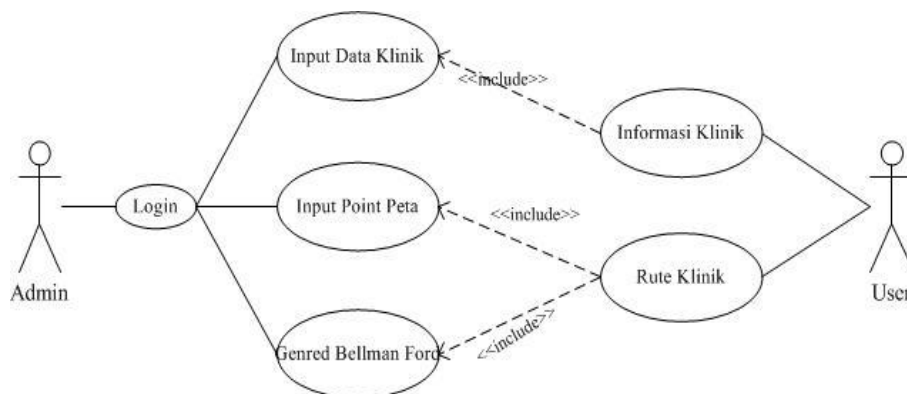 Input Data Klinik
<<include>>
Informasi Klinik
Login
Input Point Peta
<<include>>
Rute Klinik
Admin
User
<<include>>
Genred Bellman Ford